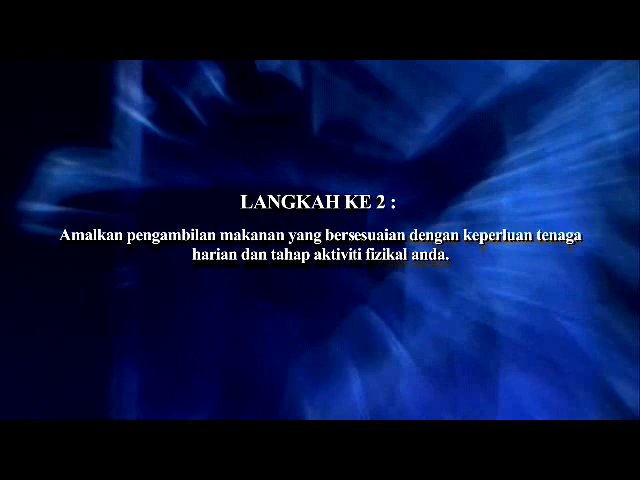 LANGKAH KE 2 :
Amalkan pengambilan makanan yang bersesuaian dengan keperluan tenaga
harian dan tahap aktiviti fizikal anda.